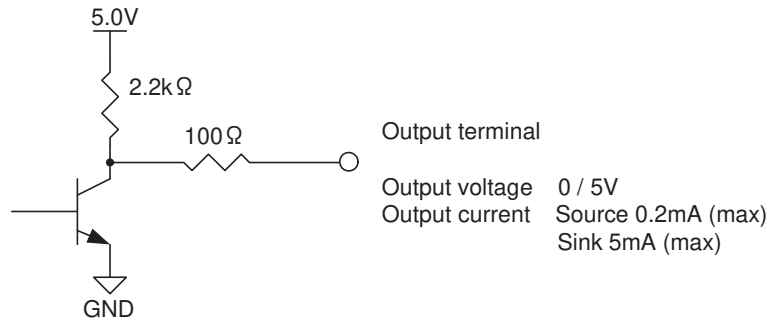 5.0V
2.2kΩ
100Ω
Output terminal
Output voltage 0 / 5V
Output current Source 0.2mA (max)
Sink 5mA (max)
GND